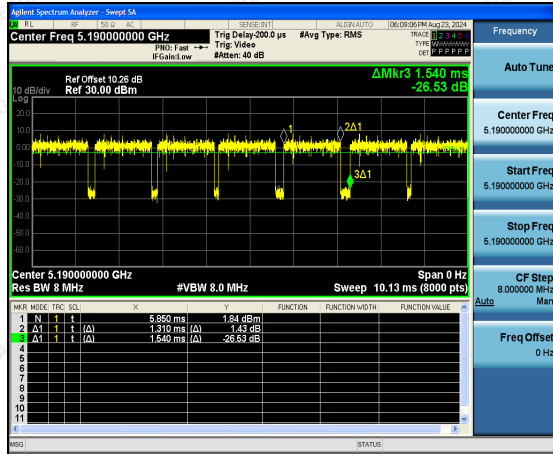 Agilent Spectrum Analyzer - Swept SA
RL RF 50 Ω AC SENSE:INT ALIGN AUTO 06:09:06 PM Aug 23, 2024
Center Freq 5.190000000 GHz
PNO: Fast
IFGain:Low
Trig Delay-200.0 µs
Trig: Video
#Atten: 40 dB
#Avg Type: RMS
TRACE 1 2 3 4 5 6
TYPE
DET P P P P P P
Ref Offset 10.26 dB
10 dB/div Ref 30.00 dBm
ΔMkr3 1.540 ms
-26.53 dB
Log
20.0
10.0
0.00
-10.0
-20.0
-30.0
-40.0
-50.0
-60.0
1
2Δ1
3Δ1
Center 5.190000000 GHz Span 0 Hz
Res BW 8 MHz #VBW 8.0 MHz Sweep 10.13 ms (8000 pts)
MKR MODE TRC SCL X Y FUNCTION FUNCTION WIDTH FUNCTION VALUE
1 N 1 t 5.850 ms 1.84 dBm
2 Δ1 1 t (Δ) 1.310 ms (Δ) 1.43 dB
3 Δ1 1 t (Δ) 1.540 ms (Δ) -26.53 dB
4
5
6
7
8
9
10
11
MSG STATUS
Frequency
Auto Tune
Center Freq
5.190000000 GHz
Start Freq
5.190000000 GHz
Stop Freq
5.190000000 GHz
CF Step
8.000000 MHz
Auto Man
Freq Offset
0 Hz